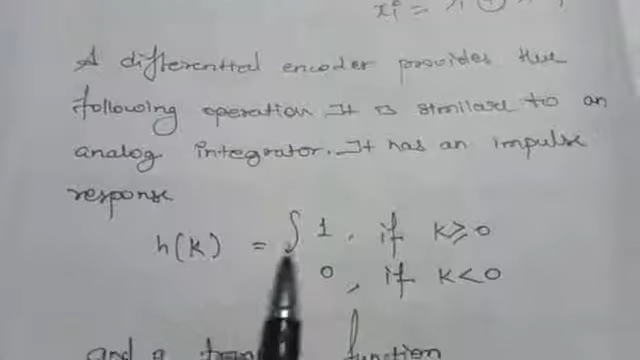 A differential encoder provides the
following operation. It is similar to an
analog integrator. It has an impulse
response
h(K) = { 1, if K≥0
0, if K<0
and a function